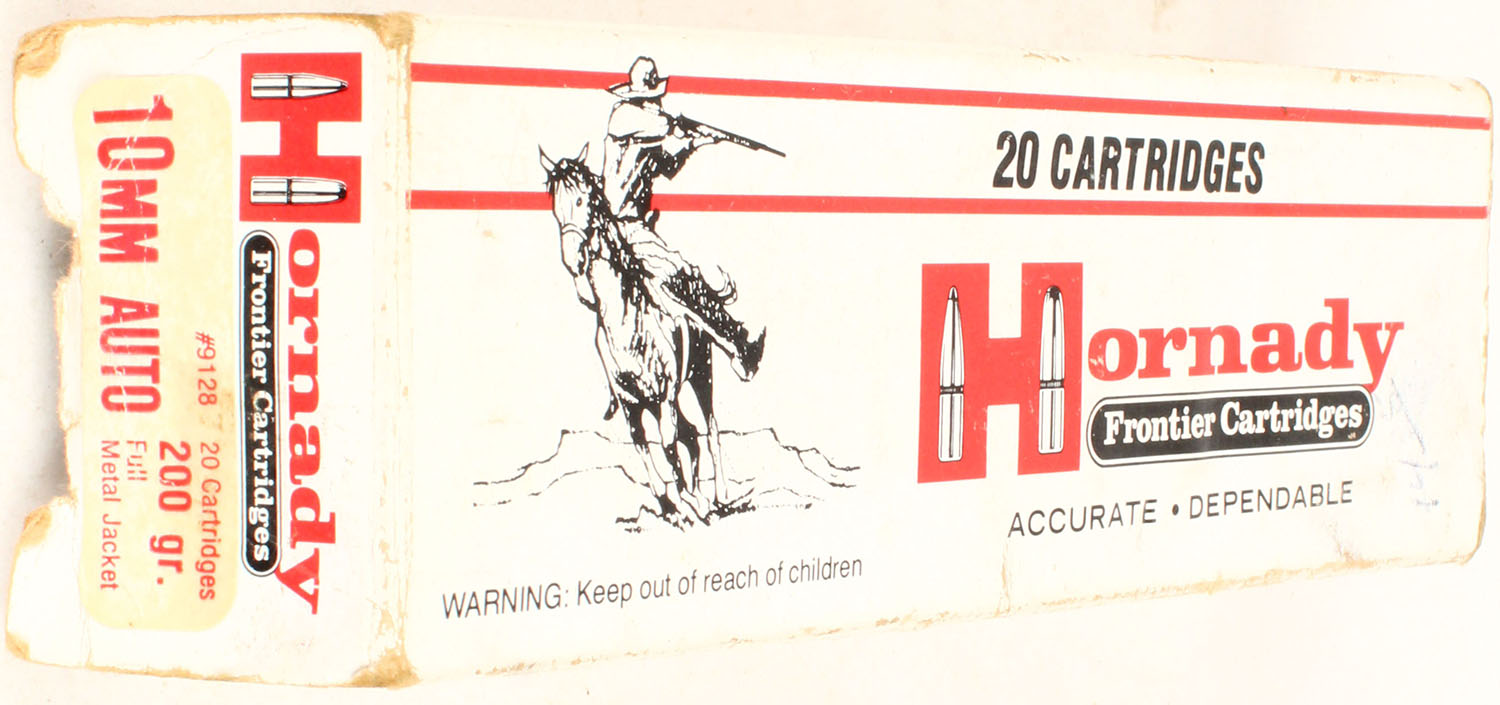 Hornady
Frontier Cartridges
#9128 20 Cartridges
10MM AUTO 200 gr.
Full
Metal Jacket
20 CARTRIDGES
Hornady
Frontier Cartridges
ACCURATE • DEPENDABLE
WARNING: Keep out of reach of children